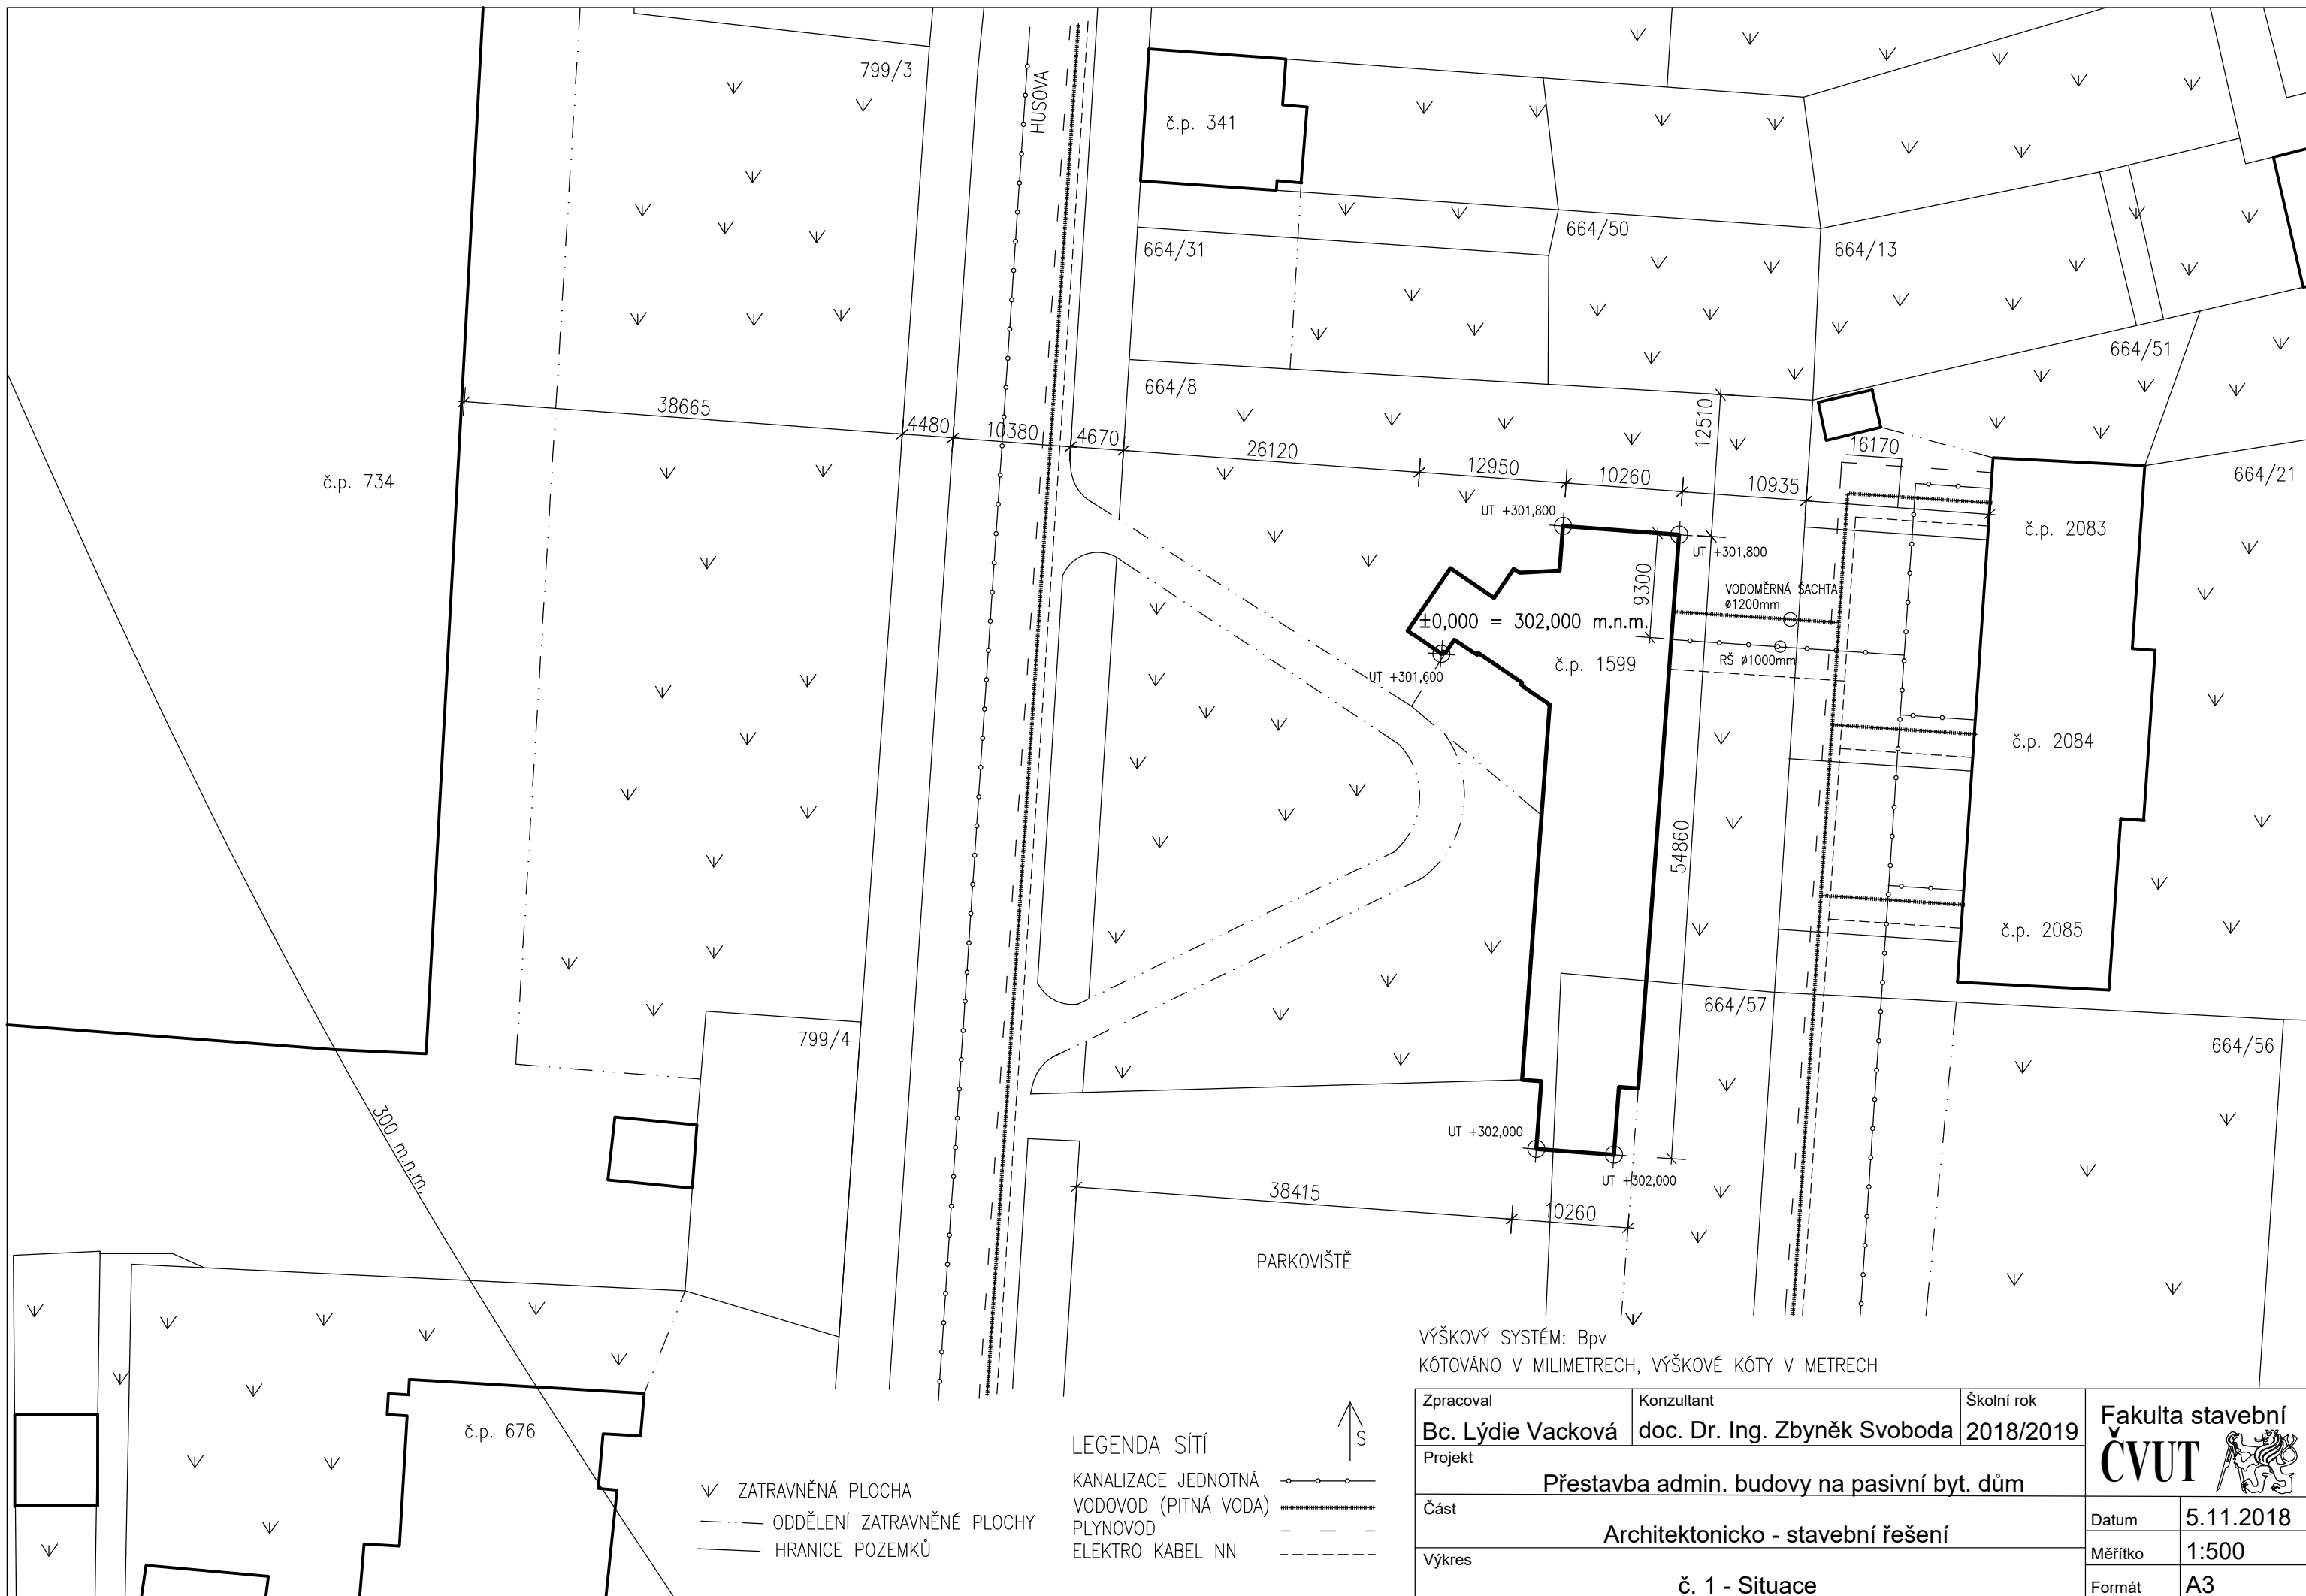 799/3
HUSOVA
č.p. 341
664/31
664/50
664/13
664/51
664/8
664/21
38665
4480
10380
4670
26120
12950
10260
10935
12510
16170
č.p. 734
UT +301,800
UT +301,800
č.p. 2083
9300
VODOMĚRNÁ ŠACHTA
ø1200mm
±0,000 = 302,000 m.n.m.
č.p. 1599
RŠ ø1000mm
UT +301,600
č.p. 2084
54860
č.p. 2085
664/57
799/4
664/56
300 m.n.m.
UT +302,000
UT +302,000
38415
10260
PARKOVIŠTĚ
č.p. 676
VÝŠKOVÝ SYSTÉM: Bpv
KÓTOVÁNO V MILIMETRECH, VÝŠKOVÉ KÓTY V METRECH
ZATRAVNĚNÁ PLOCHA
ODDĚLENÍ ZATRAVNĚNÉ PLOCHY
HRANICE POZEMKŮ
LEGENDA SÍTÍ
S
KANALIZACE JEDNOTNÁ
VODOVOD (PITNÁ VODA)
PLYNOVOD
ELEKTRO KABEL NN
Zpracoval
Bc. Lýdie Vacková
Konzultant
doc. Dr. Ing. Zbyněk Svoboda
Školní rok
2018/2019
Fakulta stavební
ČVUT
Projekt
Přestavba admin. budovy na pasivní byt. dům
Část
Architektonicko - stavební řešení
Výkres
č. 1 - Situace
Datum
5.11.2018
Měřítko
1:500
Formát
A3